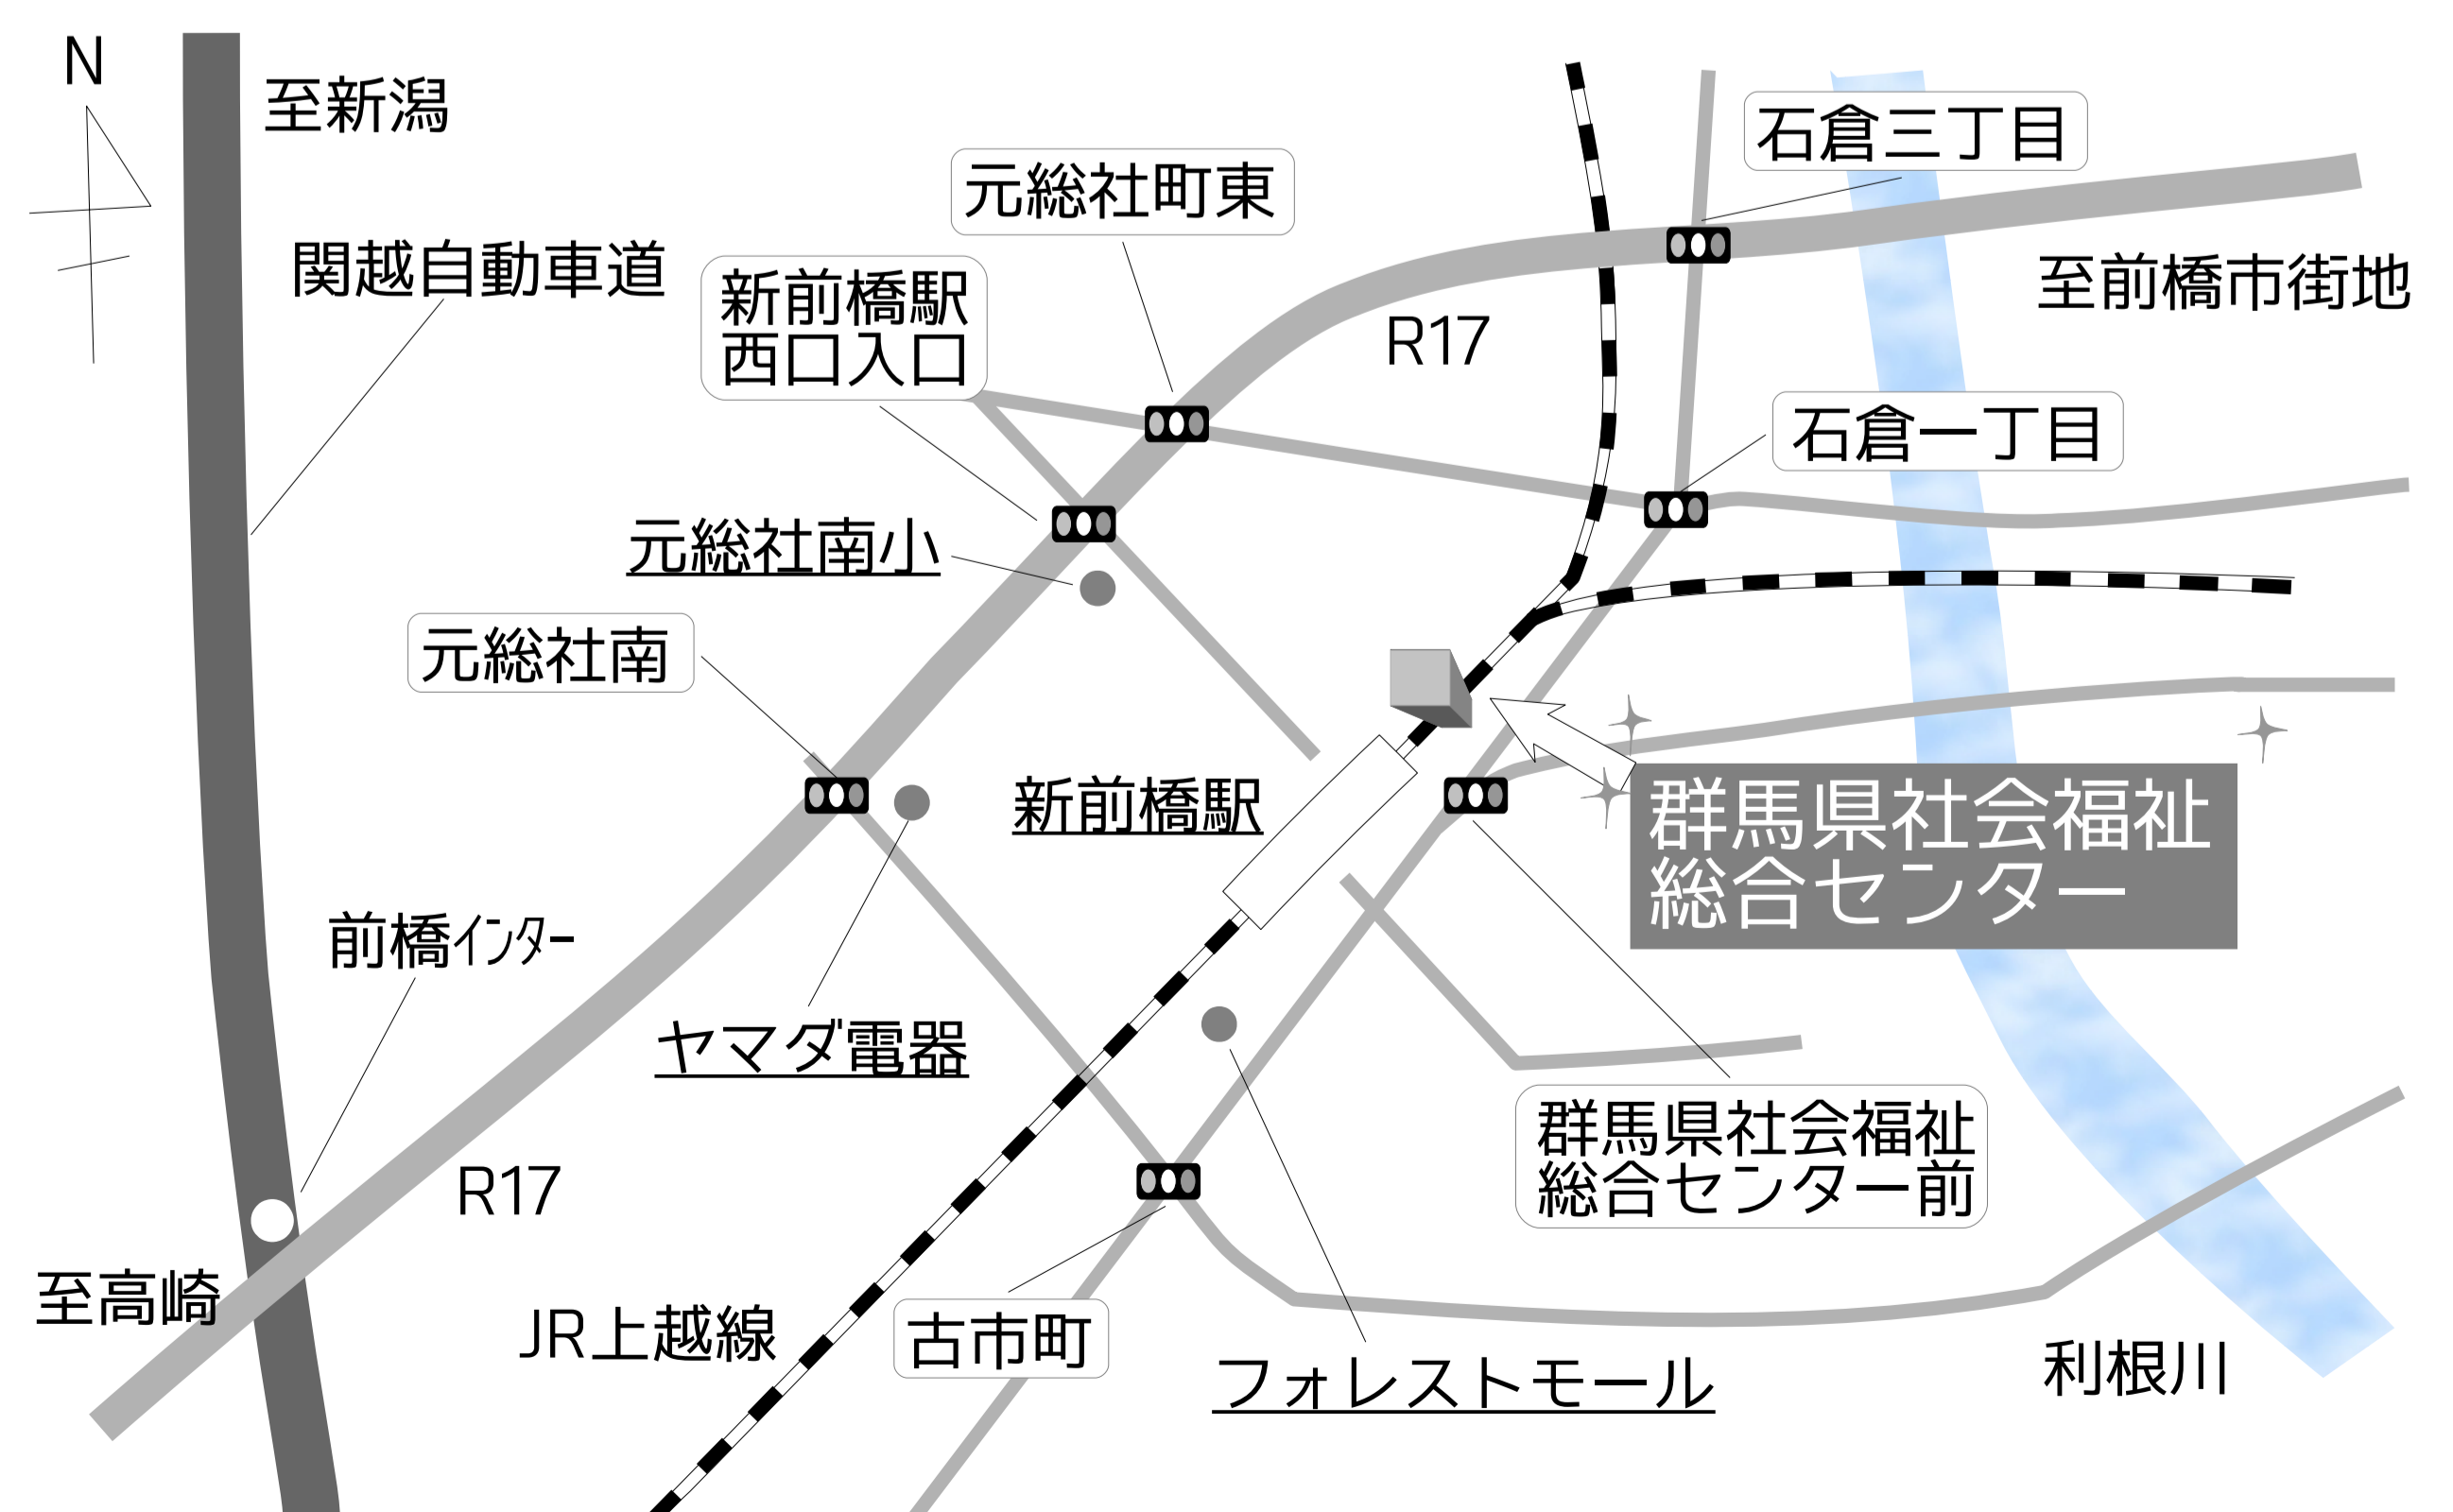 N
至新潟
関越自動車道
元総社町東
石倉三丁目
至前橋市街地
新前橋駅
西口入口
R17
石倉一丁目
元総社南小
元総社南
新前橋駅
群馬県社会福祉
総合センター
前橋インター
ヤマダ電器
群馬県社会福祉
総合センター前
R17
至高崎
JR上越線
古市町
フォレストモール
利根川